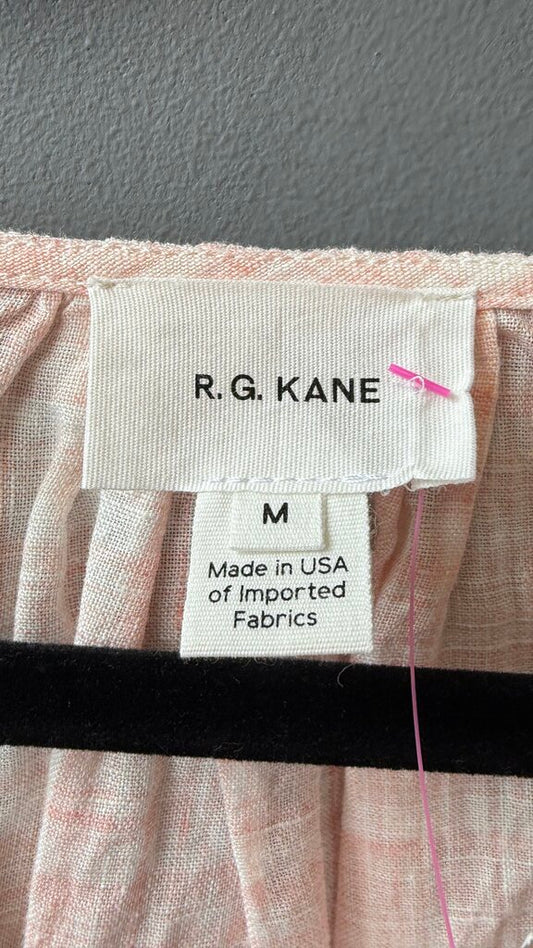 R. G. KANE
M
Made in USA
of Imported
Fabrics